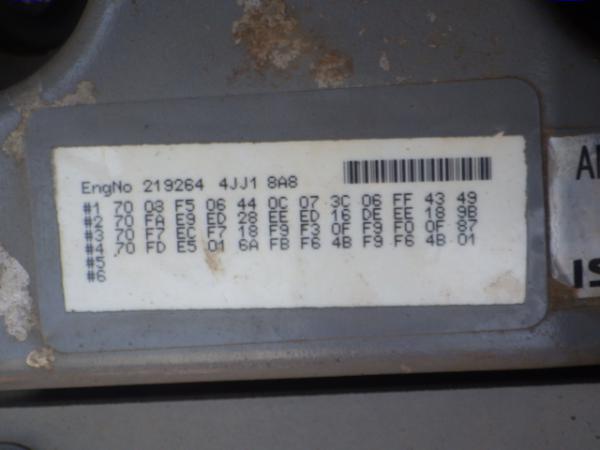 EngNo 219264 4JJ1 8A8
#1 70 08 F5 06 44 0C 07 3C 06 FF 43 49
#2 70 FA E9 ED 28 EE ED 16 DE EE 18 9B
#3 70 F7 EC F7 18 F9 F3 0F F9 F0 0F 87
#4 70 FD E5 01 6A FB F6 4B F9 F6 4B 01
#5
#6